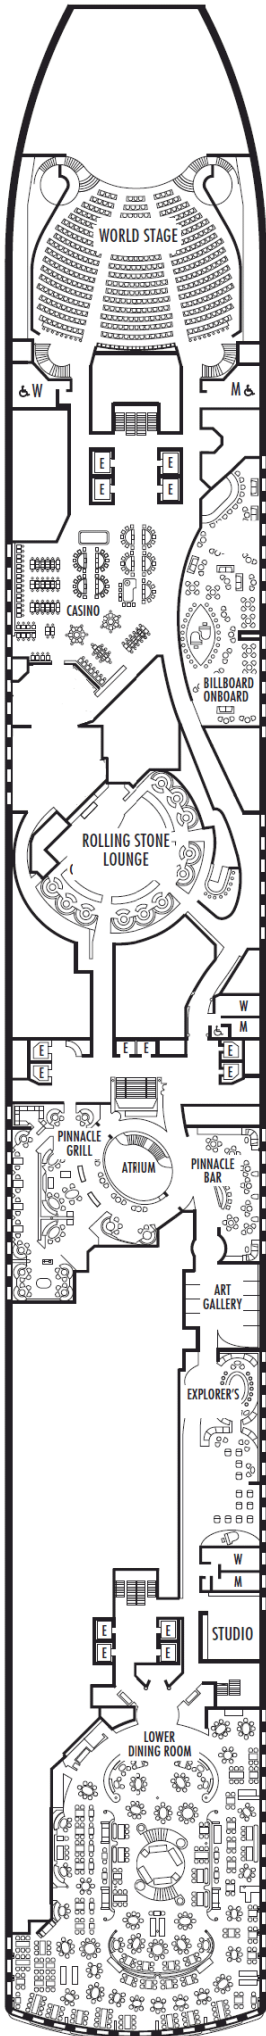 WORLD STAGE
W
M
E
E
E
E
CASINO
BILLBOARD
ONBOARD
ROLLING STONE
LOUNGE
W
M
E
E
E
E
E
E
PINNACLE
GRILL
ATRIUM
PINNACLE
BAR
ART
GALLERY
EXPLORER'S
W
M
E
E
E
E
STUDIO
LOWER
DINING ROOM